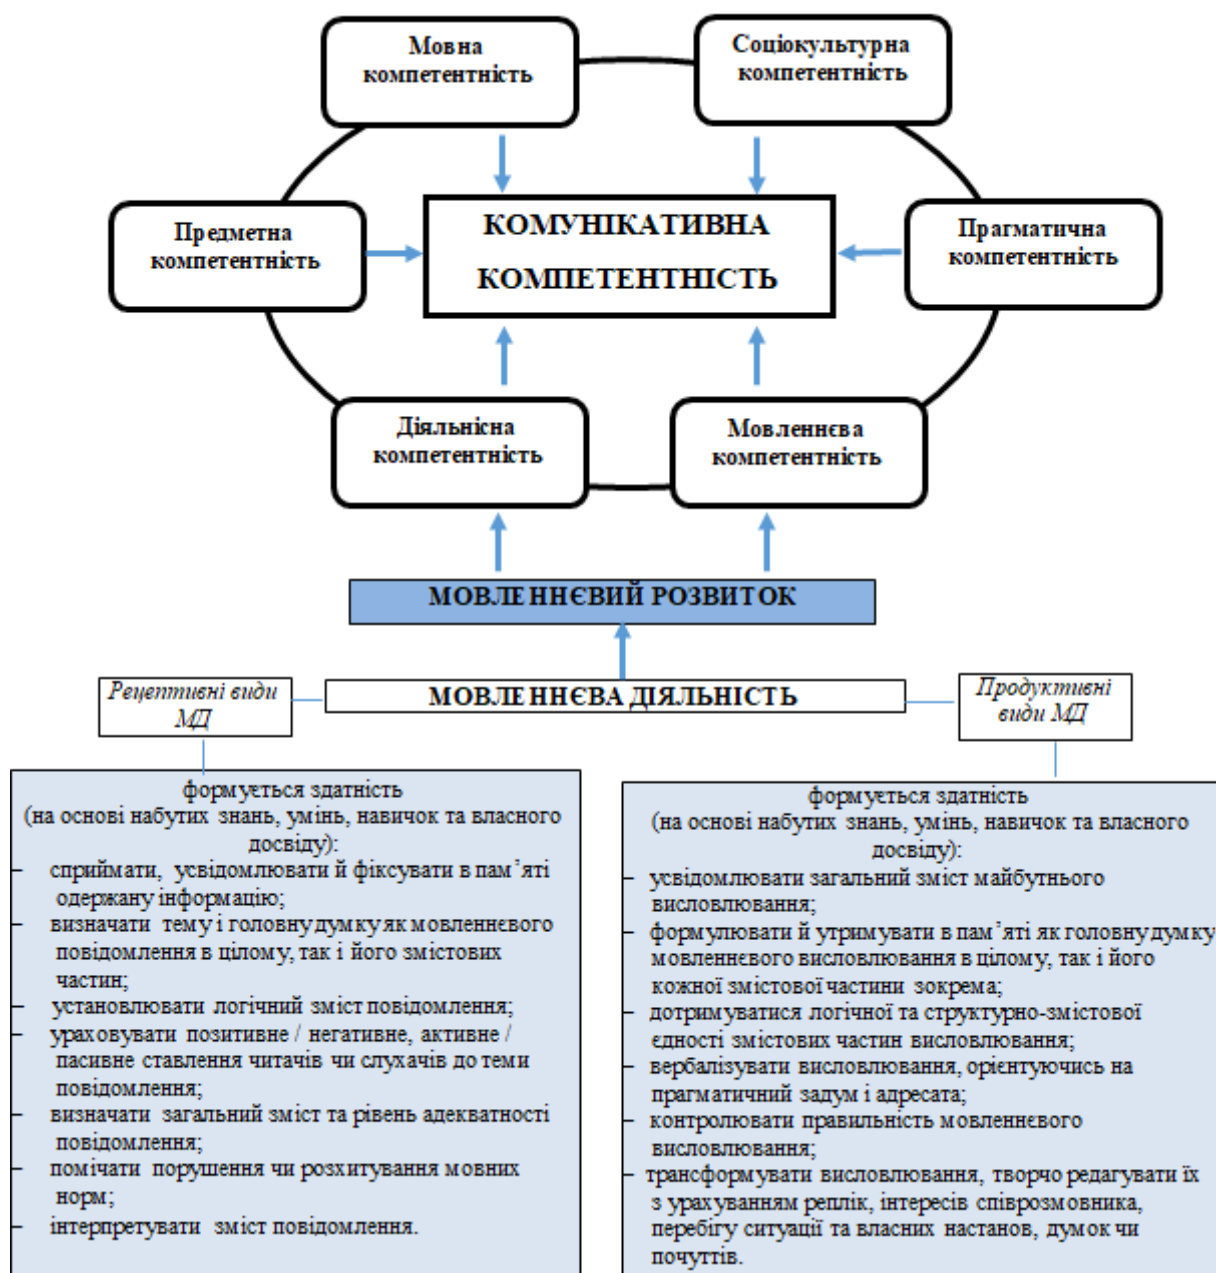 Мовна
компетентність
Соціокультурна
компетентність
Предметна
компетентність
КОМУНІКАТИВНА
КОМПЕТЕНТНІСТЬ
Прагматична
компетентність
Діяльнісна
компетентність
Мовленнєва
компетентність
МОВЛЕННЄВИЙ РОЗВИТОК
Рецептивні види
МД
МОВЛЕННЄВА ДІЯЛЬНІСТЬ
Продуктивні
види МД
формується здатність
(на основі набутих знань, умінь, навичок та власного
досвіду):
– сприймати, усвідомлювати й фіксувати в пам’яті
одержану інформацію;
– визначати тему і головну думку як мовленнєвого
повідомлення в цілому, так і його змістових
частин;
– установлювати логічний зміст повідомлення;
– ураховувати позитивне / негативне, активне /
пасивне ставлення читачів чи слухачів до теми
повідомлення;
– визначати загальний зміст та рівень адекватності
повідомлення;
– помічати порушення чи розхитування мовних
норм;
– інтерпретувати зміст повідомлення.
формується здатність
(на основі набутих знань, умінь, навичок та власного
досвіду):
– усвідомлювати загальний зміст майбутнього
висловлювання;
– формулювати й утримувати в пам’яті як головну думку
мовленнєвого висловлювання в цілому, так і його
кожної змістової частини зокрема;
– дотримуватися логічної та структурно-змістової
єдності змістових частин висловлювання;
– вербалізувати висловлювання, орієнтуючись на
прагматичний задум і адресата;
– контролювати правильність мовленнєвого
висловлювання;
– трансформувати висловлювання, творчо редагувати їх
з урахуванням реплік, інтересів співрозмовника,
перебігу ситуації та власних настанов, думок чи
почуттів.